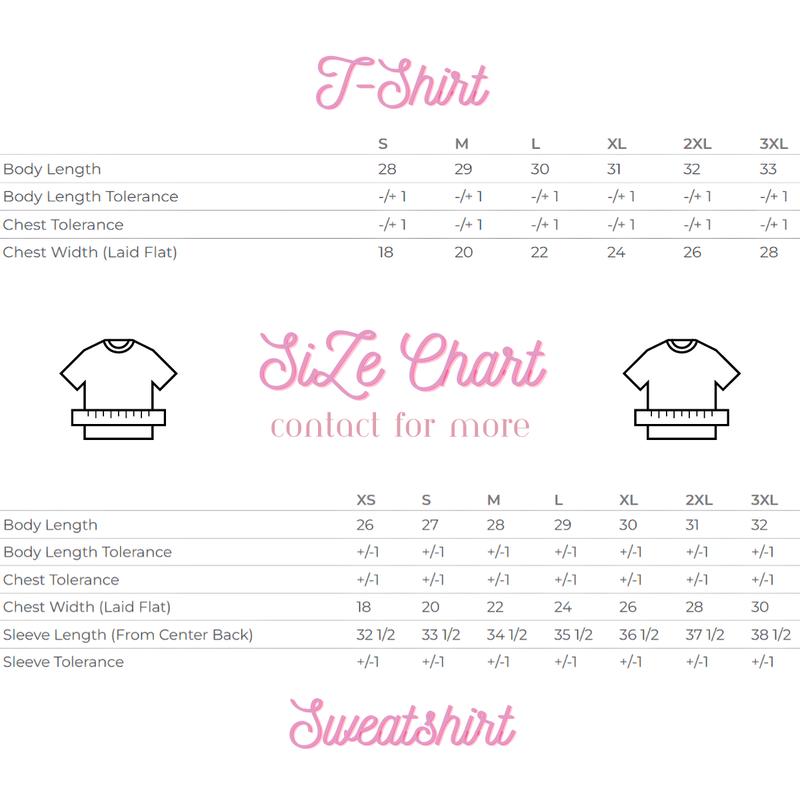 T-Shirt
S M L XL 2XL 3XL
Body Length 28 29 30 31 32 33
Body Length Tolerance -/+ 1 -/+ 1 -/+ 1 -/+ 1 -/+ 1 -/+ 1
Chest Tolerance -/+ 1 -/+ 1 -/+ 1 -/+ 1 -/+ 1 -/+ 1
Chest Width (Laid Flat) 18 20 22 24 26 28
SiZe Chart
contact for more
XS S M L XL 2XL 3XL
Body Length 26 27 28 29 30 31 32
Body Length Tolerance +/-1 +/-1 +/-1 +/-1 +/-1 +/-1 +/-1
Chest Tolerance +/-1 +/-1 +/-1 +/-1 +/-1 +/-1 +/-1
Chest Width (Laid Flat) 18 20 22 24 26 28 30
Sleeve Length (From Center Back) 32 1/2 33 1/2 34 1/2 35 1/2 36 1/2 37 1/2 38 1/2
Sleeve Tolerance +/-1 +/-1 +/-1 +/-1 +/-1 +/-1 +/-1
Sweatshirt